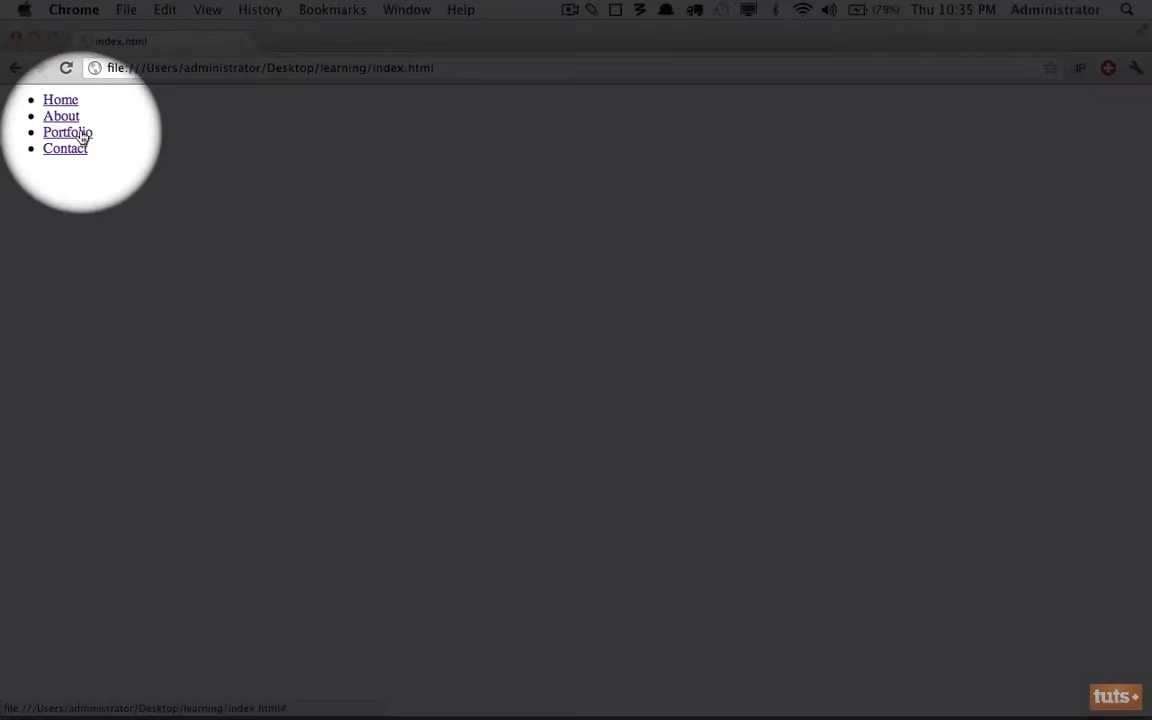 Chrome File Edit View History Bookmarks Window Help (79%) Thu 10:35 PM Administrator
index.html
file:///Users/administrator/Desktop/learning/index.html IP
Home
About
Portfolio
Contact
file:///Users/administrator/Desktop/learning/index.html#
tuts+